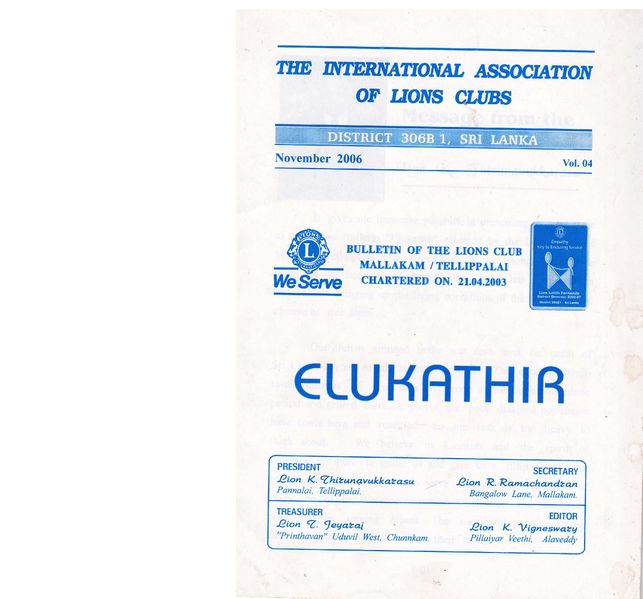 THE INTERNATIONAL ASSOCIATION
OF LIONS CLUBS
DISTRICT 306B 1, SRI LANKA
November 2006
Vol. 04
L
We Serve
BULLETIN OF THE LIONS CLUB
MALLAKAM / TELLIPPALAI
CHARTERED ON. 21.04.2003
Empathy
Key to Enduring Service
ELUKATHIR
PRESIDENT
Lion K. Thirunavukkarasu
Pannalai, Tellippalai.
SECRETARY
Lion R. Ramachandran
Bangalow Lane, Mallakam.
TREASURER
Lion T. Jeyaraj
"Printhavan" Uduvil West, Chunnkam.
EDITOR
Lion K. Vigneswary
Pillaiyar Veethi, Alaveddy